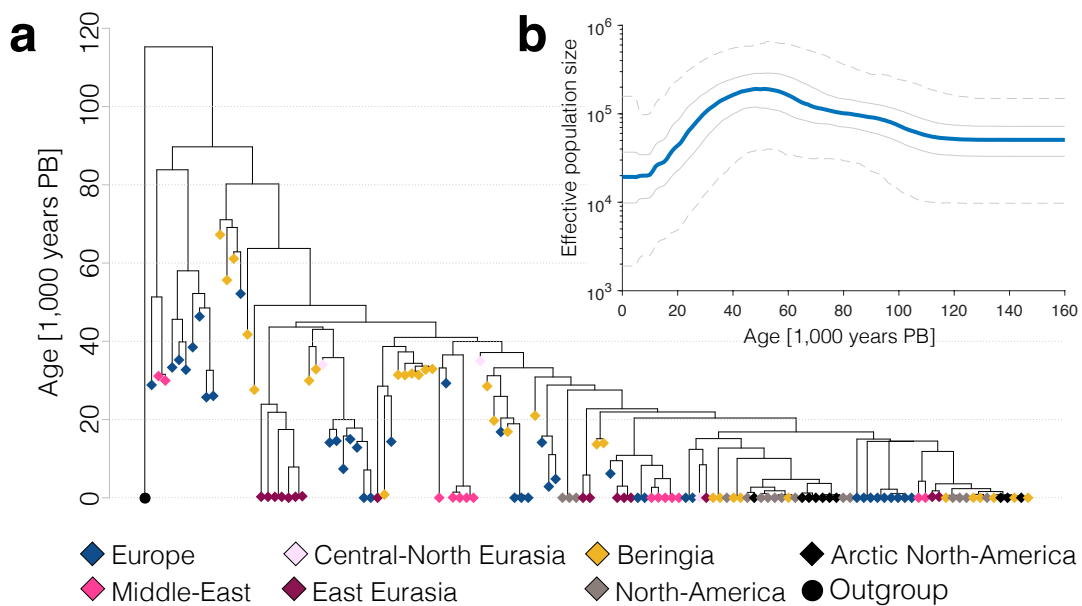 a
Age [1,000 years PB]
120
100
80
60
40
20
0
b
Effective population size
10^6
10^5
10^4
10^3
0 20 40 60 80 100 120 140 160
Age [1,000 years PB]
Europe Central-North Eurasia Beringia Arctic North-America
Middle-East East Eurasia North-America Outgroup